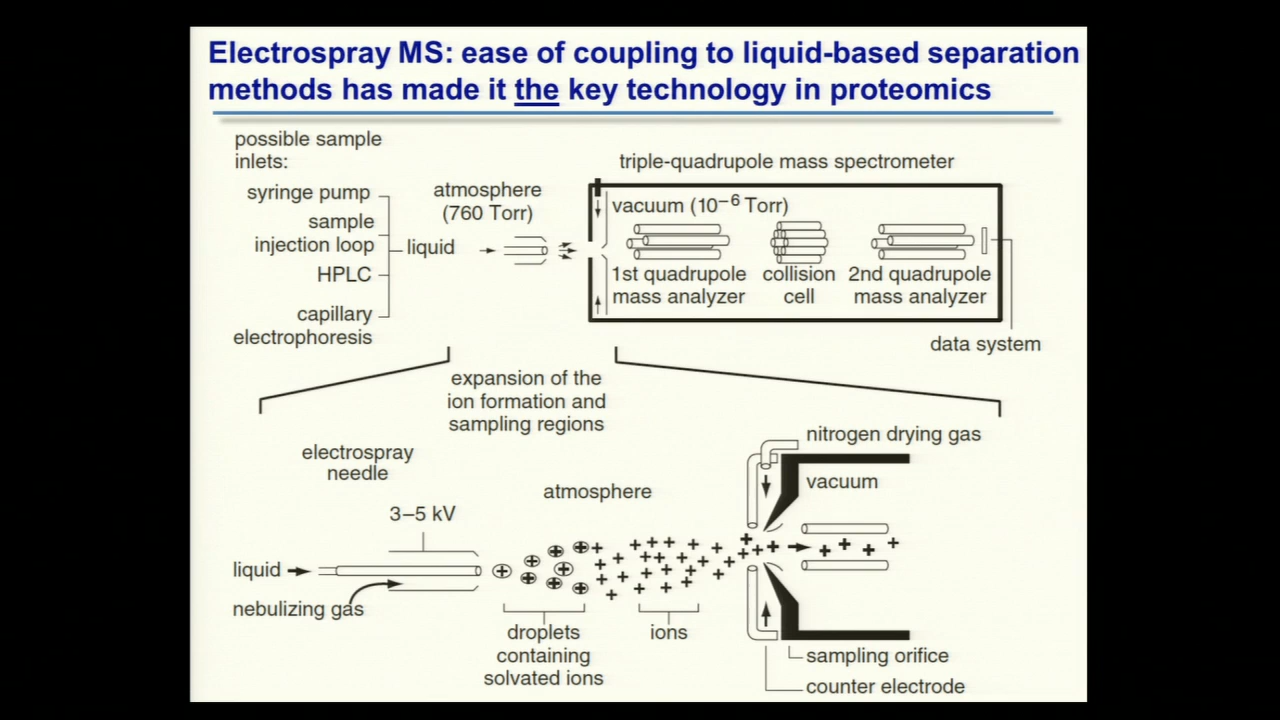 Electrospray MS: ease of coupling to liquid-based separation
methods has made it the key technology in proteomics
possible sample
inlets:
syringe pump
sample
injection loop
HPLC
capillary
electrophoresis
liquid
atmosphere
(760 Torr)
triple-quadrupole mass spectrometer
vacuum (10⁻⁶ Torr)
1st quadrupole
mass analyzer
collision
cell
2nd quadrupole
mass analyzer
data system
expansion of the
ion formation and
sampling regions
electrospray
needle
3–5 kV
liquid
nebulizing gas
atmosphere
droplets
containing
solvated ions
ions
nitrogen drying gas
vacuum
sampling orifice
counter electrode